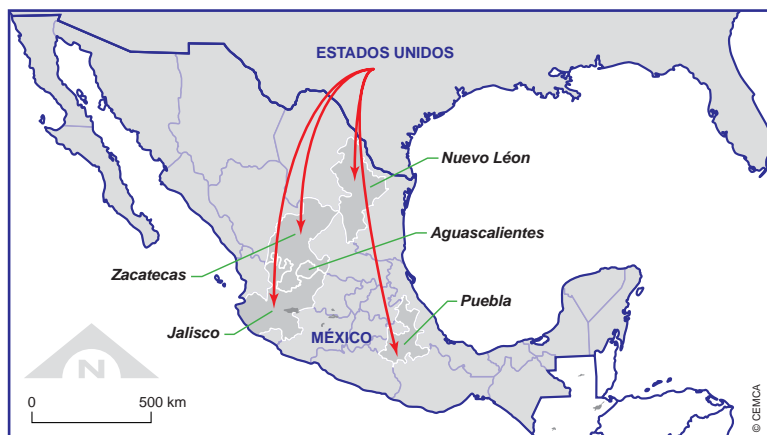 ESTADOS UNIDOS
Nuevo Léon
Aguascalientes
Zacatecas
Puebla
Jalisco
MÉXICO
N
0 500 km
© CEMCA